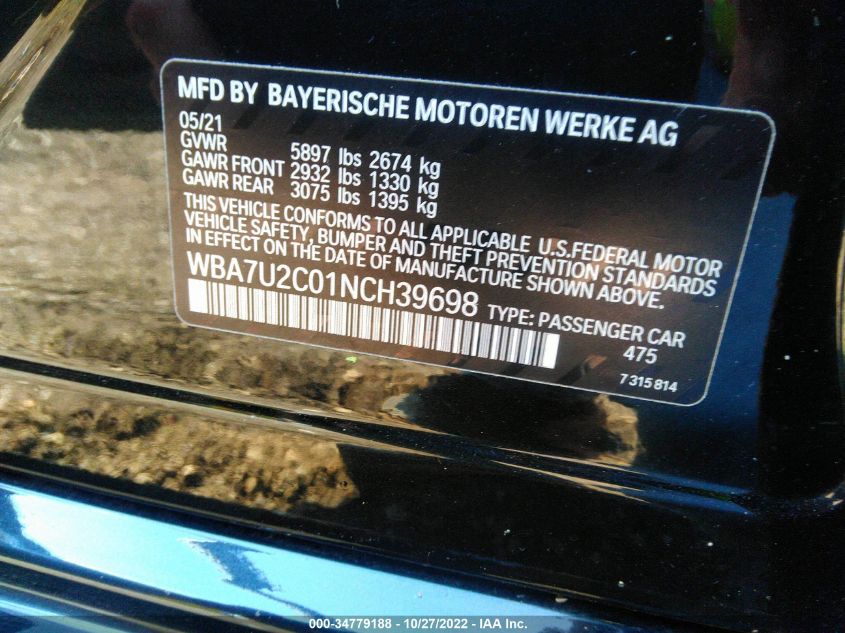 MFD BY BAYERISCHE MOTOREN WERKE AG
05/21
GVWR 5897 lbs 2674 kg
GAWR FRONT 2932 lbs 1330 kg
GAWR REAR 3075 lbs 1395 kg
THIS VEHICLE CONFORMS TO ALL APPLICABLE U.S.FEDERAL MOTOR
VEHICLE SAFETY, BUMPER AND THEFT PREVENTION STANDARDS
IN EFFECT ON THE DATE OF MANUFACTURE SHOWN ABOVE.
WBA7U2C01NCH39698 TYPE: PASSENGER CAR
475
7 315 814
000-34779188 - 10/27/2022 - IAA Inc.